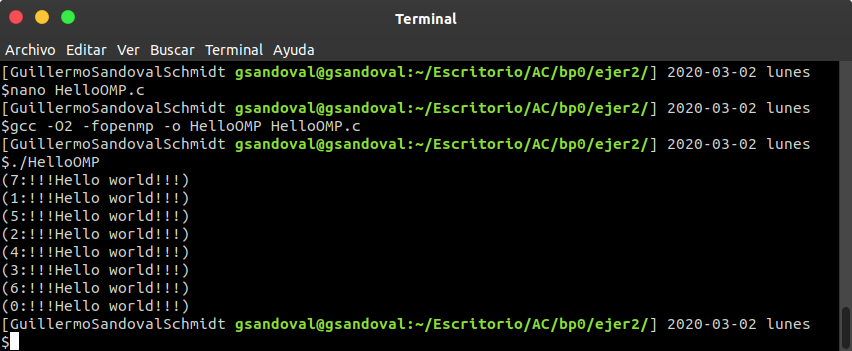 Terminal
Archivo Editar Ver Buscar Terminal Ayuda
[GuillermoSandovalSchmidt gsandoval@gsandoval:~/Escritorio/AC/bp0/ejer2/] 2020-03-02 lunes
$nano HelloOMP.c
[GuillermoSandovalSchmidt gsandoval@gsandoval:~/Escritorio/AC/bp0/ejer2/] 2020-03-02 lunes
$gcc -O2 -fopenmp -o HelloOMP HelloOMP.c
[GuillermoSandovalSchmidt gsandoval@gsandoval:~/Escritorio/AC/bp0/ejer2/] 2020-03-02 lunes
$./HelloOMP
(7:!!!Hello world!!!)
(1:!!!Hello world!!!)
(5:!!!Hello world!!!)
(2:!!!Hello world!!!)
(4:!!!Hello world!!!)
(3:!!!Hello world!!!)
(6:!!!Hello world!!!)
(0:!!!Hello world!!!)
[GuillermoSandovalSchmidt gsandoval@gsandoval:~/Escritorio/AC/bp0/ejer2/] 2020-03-02 lunes
$